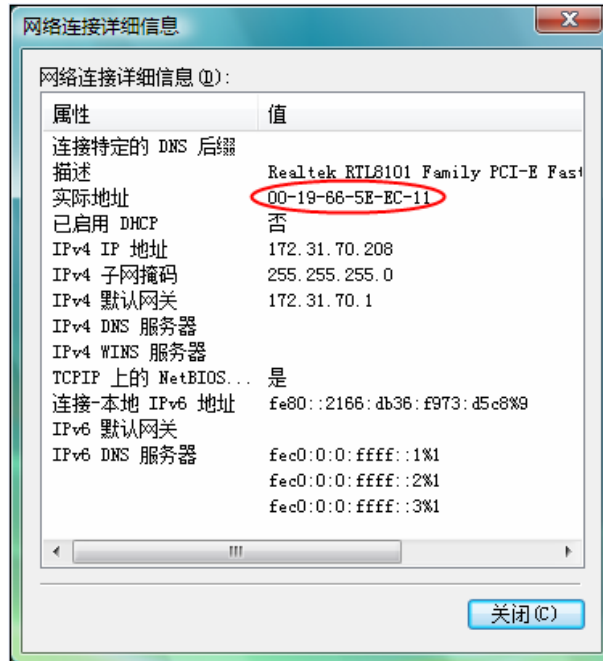 网络连接详细信息
网络连接详细信息(D):
属性 值
连接特定的 DNS 后缀
描述 Realtek RTL8101 Family PCI-E Fast
实际地址 00-19-66-5E-EC-11
已启用 DHCP 否
IPv4 IP 地址 172.31.70.208
IPv4 子网掩码 255.255.255.0
IPv4 默认网关 172.31.70.1
IPv4 DNS 服务器
IPv4 WINS 服务器
TCPIP 上的 NetBIOS... 是
连接-本地 IPv6 地址 fe80::2166:db36:f973:d5c8%9
IPv6 默认网关
IPv6 DNS 服务器 fec0:0:0:ffff::1%1
fec0:0:0:ffff::2%1
fec0:0:0:ffff::3%1
关闭(C)